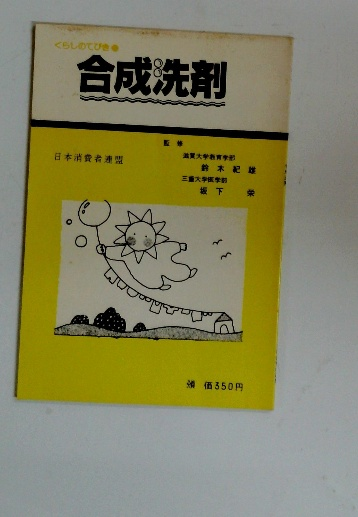 くらしのてびき
合成洗剤
監修
日本消費者連盟
滋賀大学教育学部
鈴木紀雄
三重大学医学部
坂下 栄
頒価350円